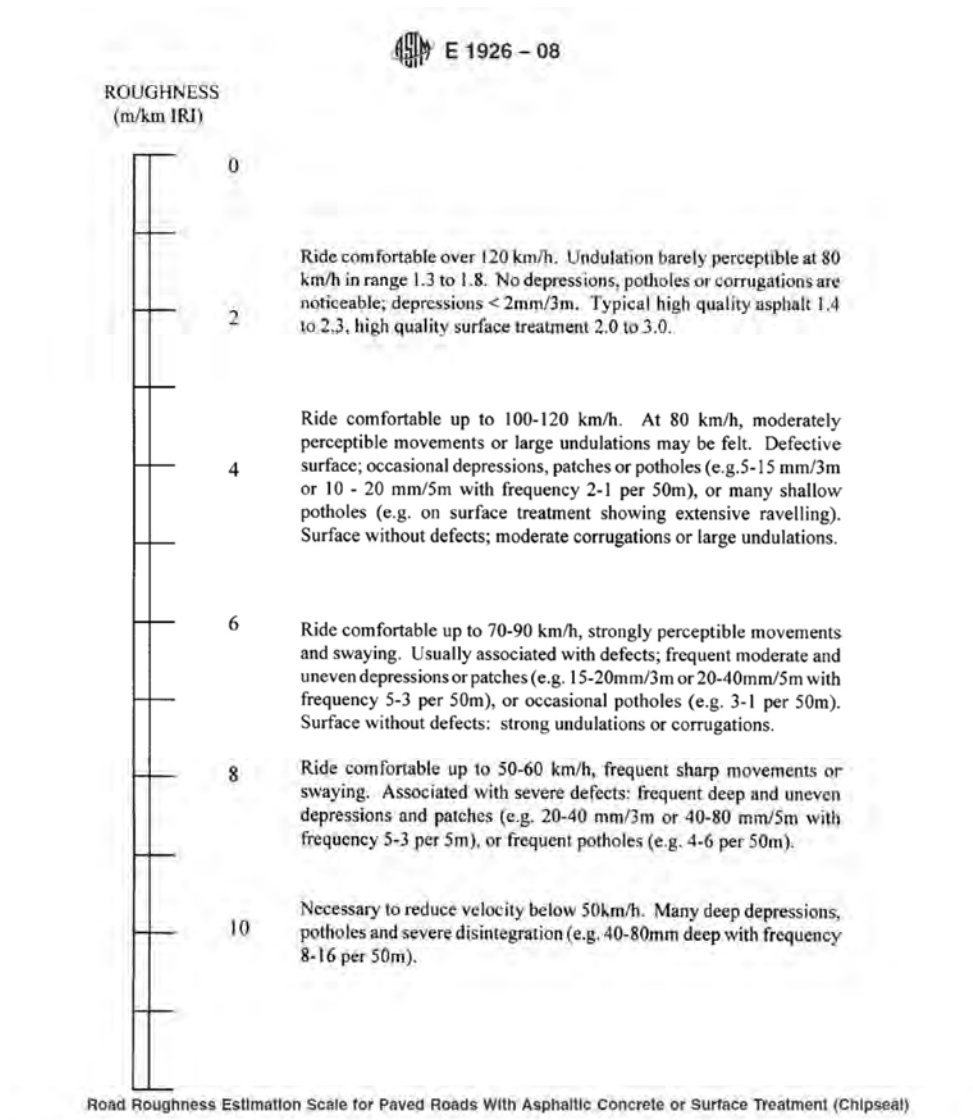 ASTM E 1926 – 08
ROUGHNESS
(m/km IRI)
0
Ride comfortable over 120 km/h. Undulation barely perceptible at 80
km/h in range 1.3 to 1.8. No depressions, potholes or corrugations are
noticeable; depressions < 2mm/3m. Typical high quality asphalt 1.4
to 2.3, high quality surface treatment 2.0 to 3.0.
2
Ride comfortable up to 100-120 km/h. At 80 km/h, moderately
perceptible movements or large undulations may be felt. Defective
surface; occasional depressions, patches or potholes (e.g.5-15 mm/3m
or 10 - 20 mm/5m with frequency 2-1 per 50m), or many shallow
potholes (e.g. on surface treatment showing extensive ravelling).
Surface without defects; moderate corrugations or large undulations.
4
6
Ride comfortable up to 70-90 km/h, strongly perceptible movements
and swaying. Usually associated with defects; frequent moderate and
uneven depressions or patches (e.g. 15-20mm/3m or 20-40mm/5m with
frequency 5-3 per 50m), or occasional potholes (e.g. 3-1 per 50m).
Surface without defects: strong undulations or corrugations.
8
Ride comfortable up to 50-60 km/h, frequent sharp movements or
swaying. Associated with severe defects: frequent deep and uneven
depressions and patches (e.g. 20-40 mm/3m or 40-80 mm/5m with
frequency 5-3 per 5m), or frequent potholes (e.g. 4-6 per 50m).
10
Necessary to reduce velocity below 50km/h. Many deep depressions,
potholes and severe disintegration (e.g. 40-80mm deep with frequency
8-16 per 50m).
Road Roughness Estimation Scale for Paved Roads With Asphaltic Concrete or Surface Treatment (Chipseal)